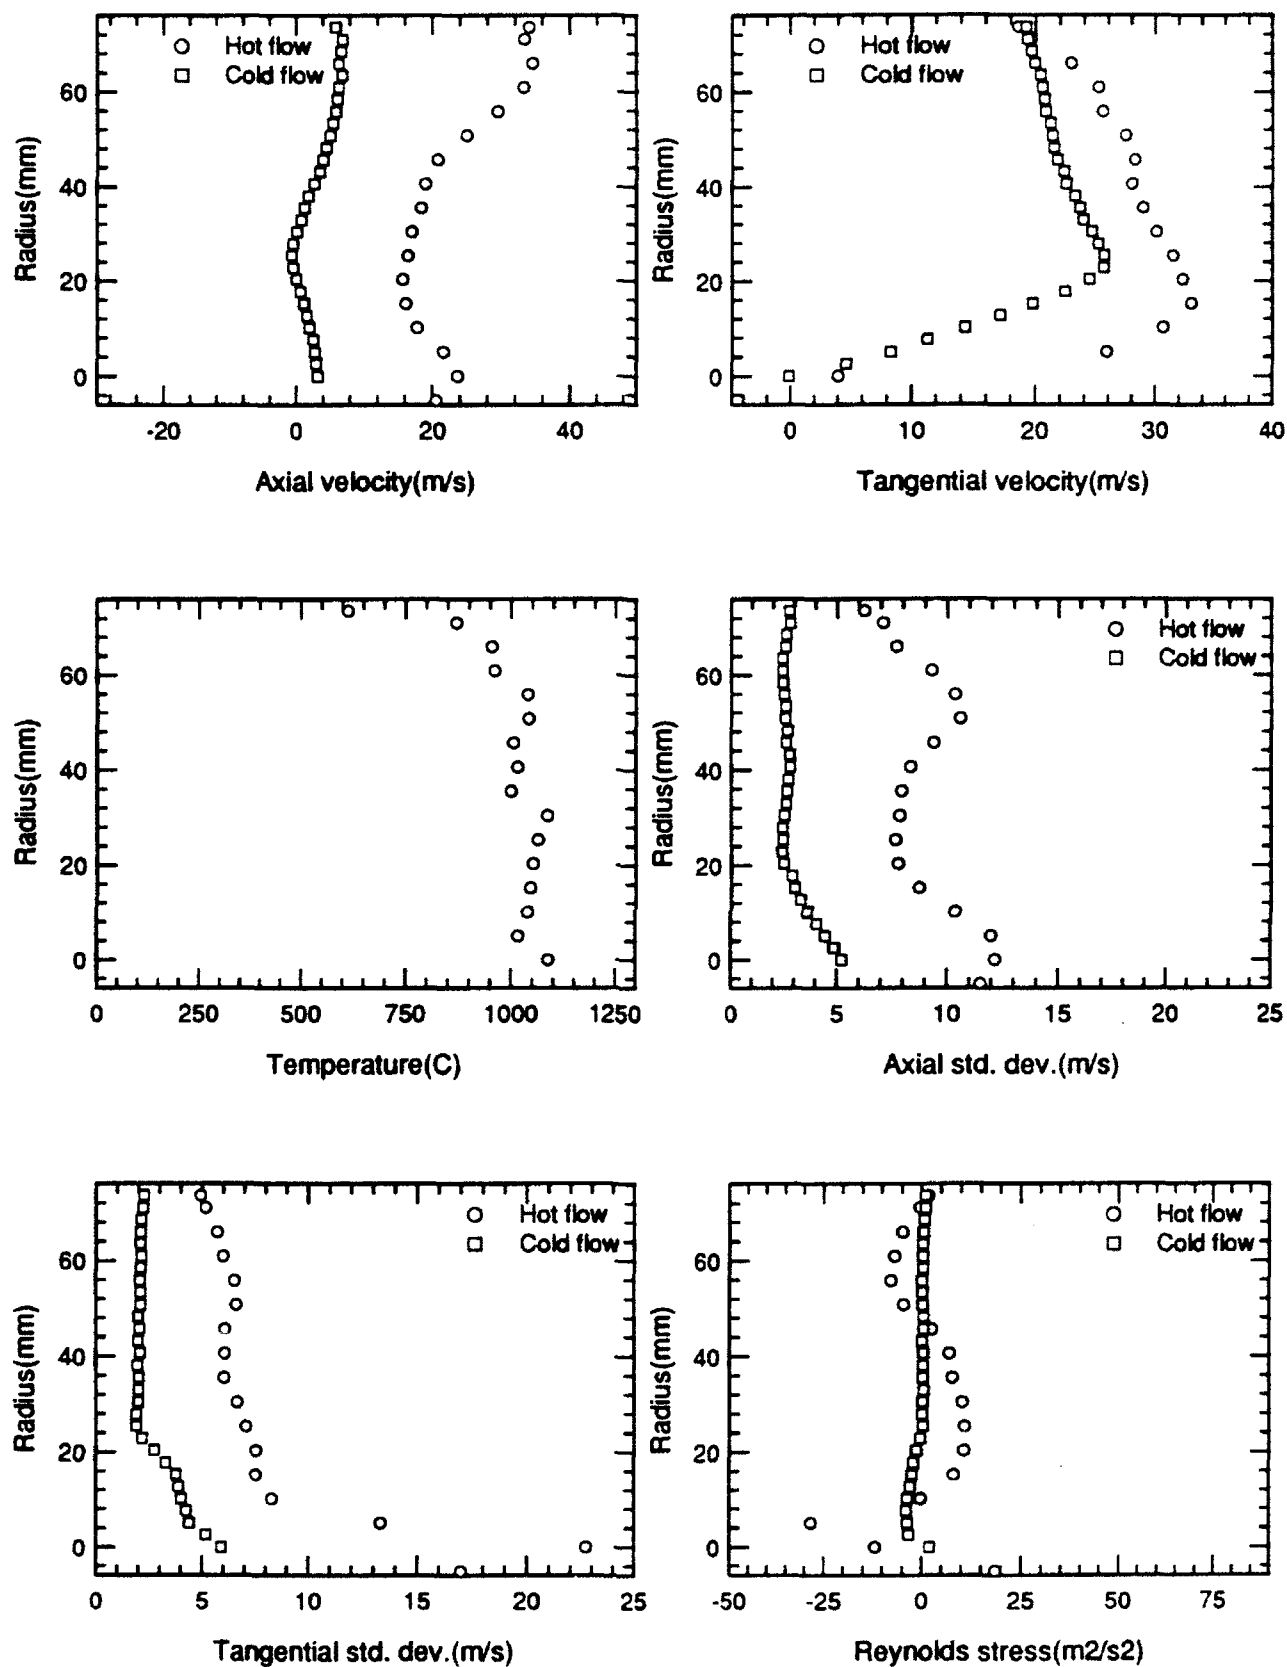 Hot flow
Cold flow
60
40
20
0
Radius(mm)
-20 0 20 40
Axial velocity(m/s)
Hot flow
Cold flow
60
40
20
0
Radius(mm)
0 10 20 30 40
Tangential velocity(m/s)
60
40
20
0
Radius(mm)
0 250 500 750 1000 1250
Temperature(C)
Hot flow
Cold flow
60
40
20
0
Radius(mm)
0 5 10 15 20 25
Axial std. dev.(m/s)
Hot flow
Cold flow
60
40
20
0
Radius(mm)
0 5 10 15 20 25
Tangential std. dev.(m/s)
Hot flow
Cold flow
60
40
20
0
Radius(mm)
-50 -25 0 25 50 75
Reynolds stress(m2/s2)